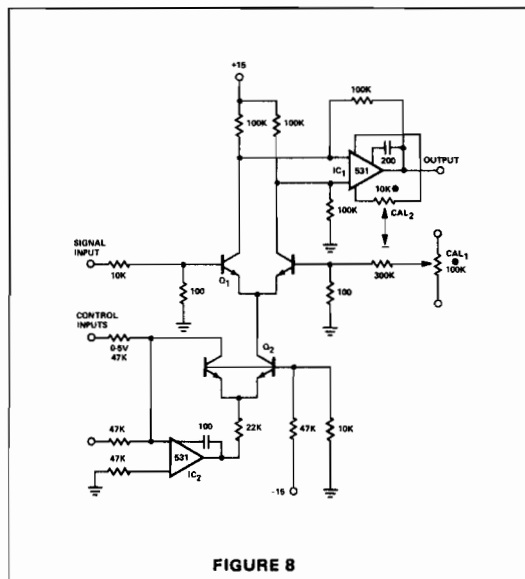 +15
100K
100K
100K
200
IC1
531
OUTPUT
10K
CAL2
100K
SIGNAL
INPUT
10K
100
Q1
300K
CAL1
100K
100
CONTROL
INPUTS
0-5V
47K
Q2
47K
100
22K
47K
10K
47K
531
IC2
-15
FIGURE 8